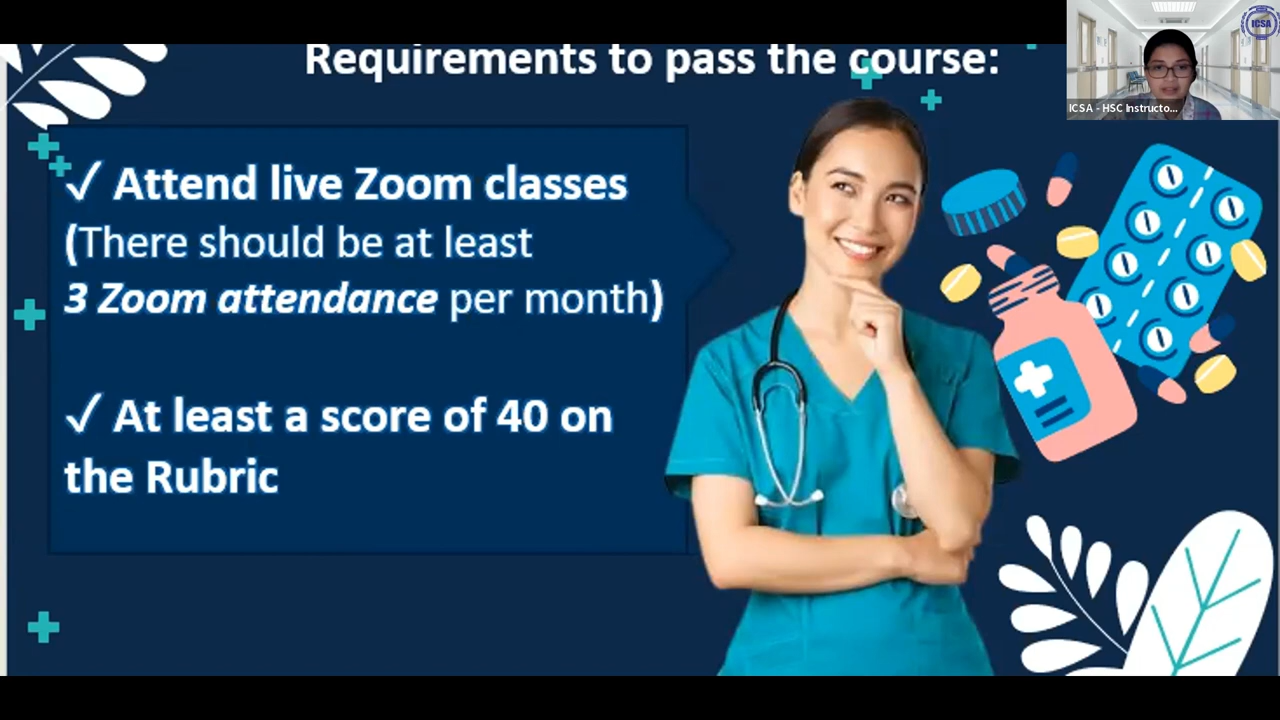 Requirements to pass the course:
ICSA
ICSA - HSC Instructo...
✓ Attend live Zoom classes
(There should be at least
3 Zoom attendance per month)
✓ At least a score of 40 on
the Rubric